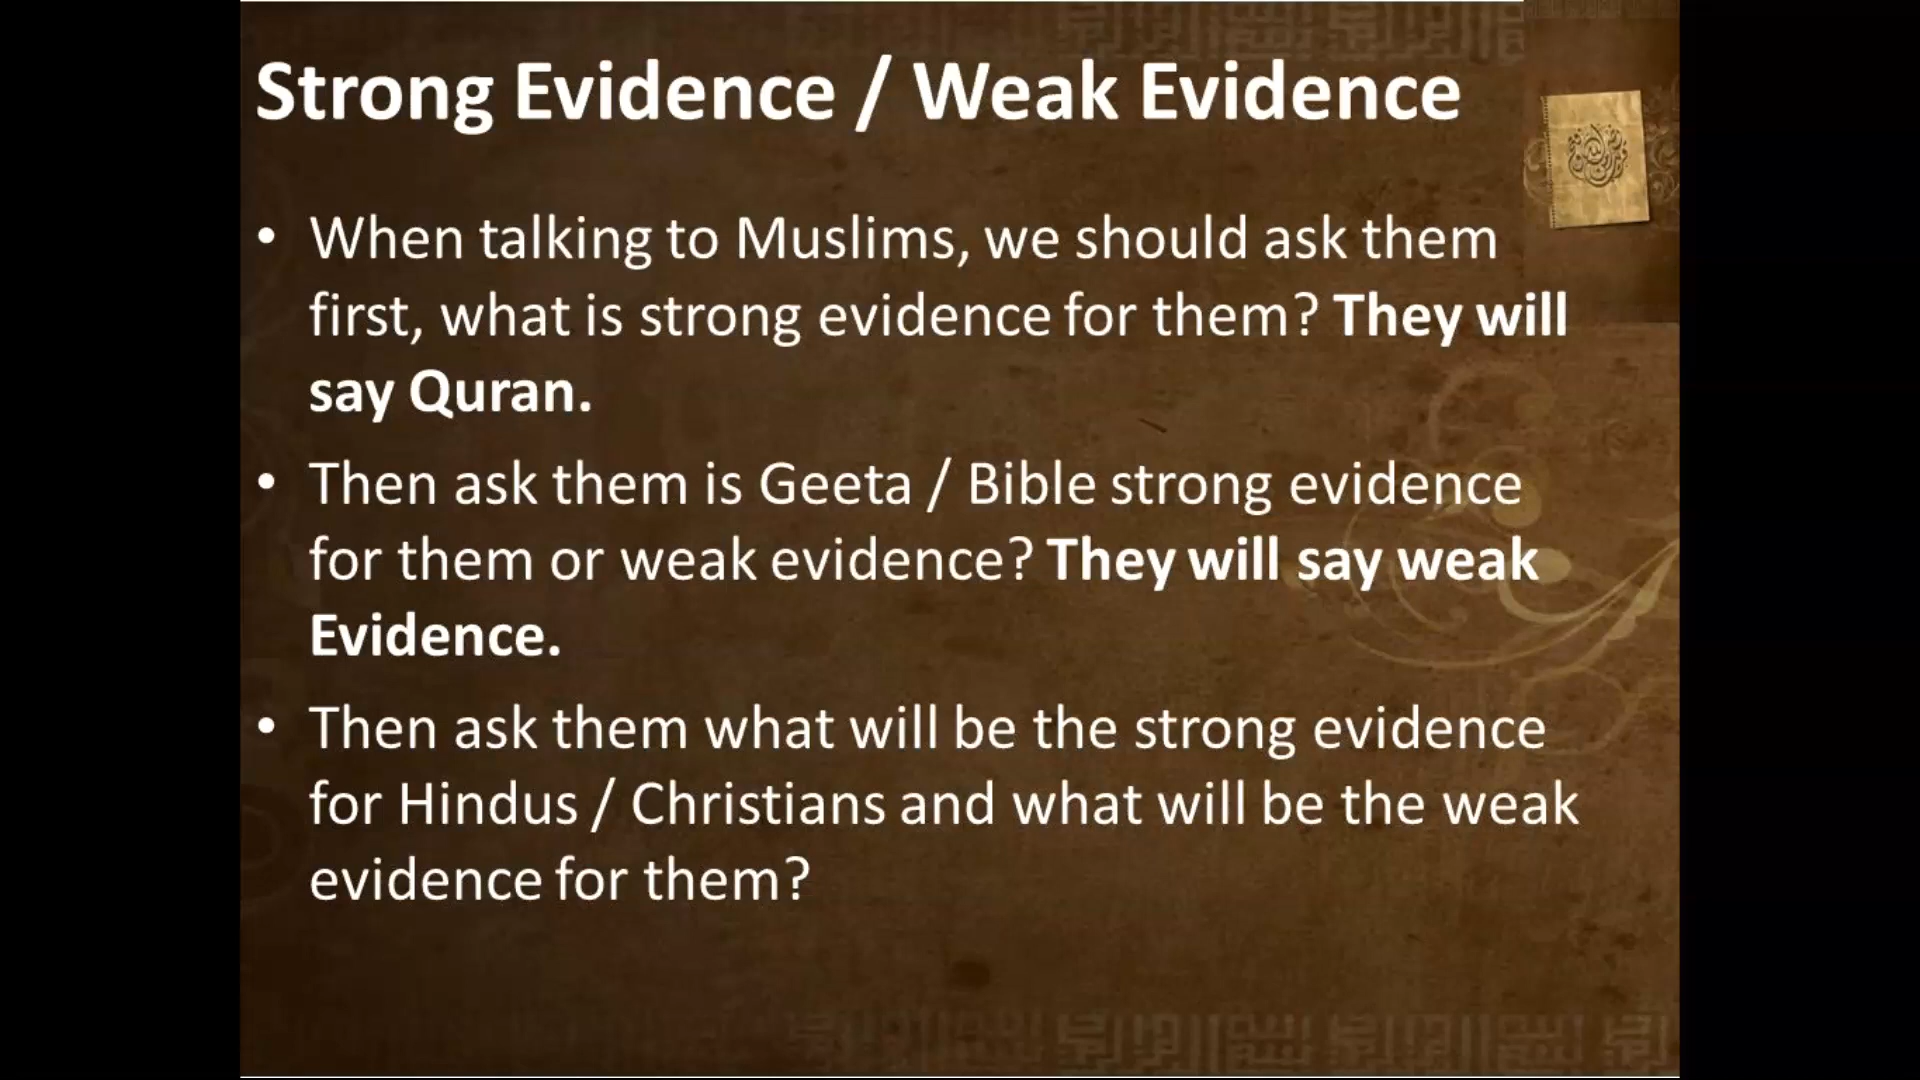 Strong Evidence / Weak Evidence
• When talking to Muslims, we should ask them
first, what is strong evidence for them? They will
say Quran.
• Then ask them is Geeta / Bible strong evidence
for them or weak evidence? They will say weak
Evidence.
• Then ask them what will be the strong evidence
for Hindus / Christians and what will be the weak
evidence for them?